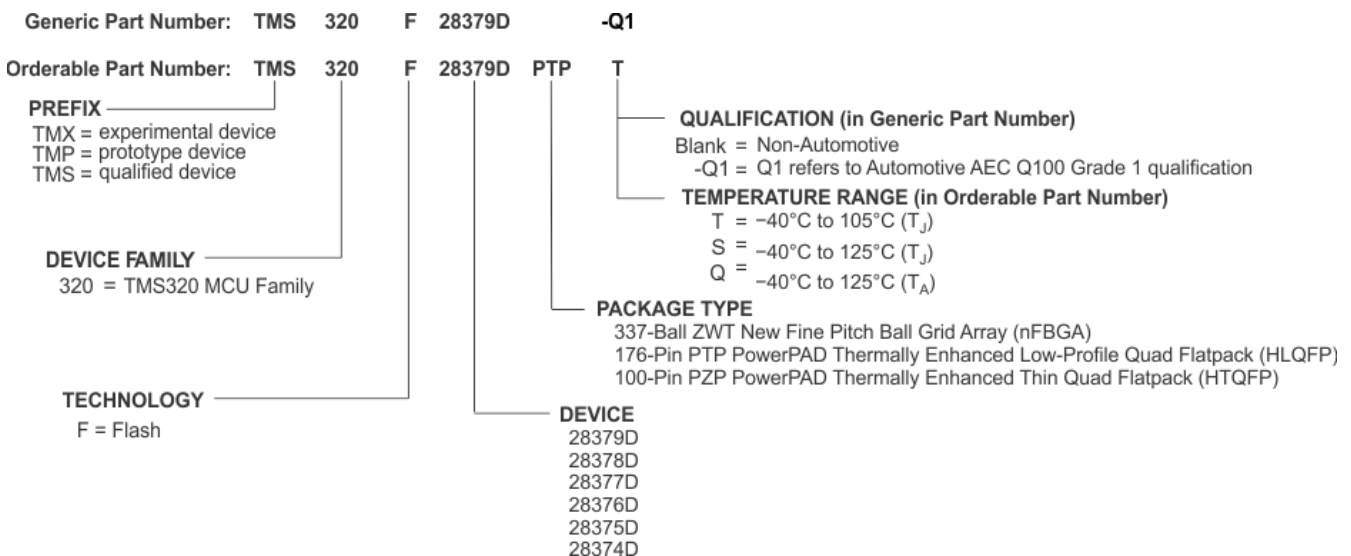 Generic Part Number: TMS 320 F 28379D -Q1
Orderable Part Number: TMS 320 F 28379D PTP T
PREFIX
TMX = experimental device
TMP = prototype device
TMS = qualified device
QUALIFICATION (in Generic Part Number)
Blank = Non-Automotive
-Q1 = Q1 refers to Automotive AEC Q100 Grade 1 qualification
TEMPERATURE RANGE (in Orderable Part Number)
T = −40°C to 105°C (TJ)
S = −40°C to 125°C (TJ)
Q = −40°C to 125°C (TA)
DEVICE FAMILY
320 = TMS320 MCU Family
PACKAGE TYPE
337-Ball ZWT New Fine Pitch Ball Grid Array (nFBGA)
176-Pin PTP PowerPAD Thermally Enhanced Low-Profile Quad Flatpack (HLQFP)
100-Pin PZP PowerPAD Thermally Enhanced Thin Quad Flatpack (HTQFP)
TECHNOLOGY
F = Flash
DEVICE
28379D
28378D
28377D
28376D
28375D
28374D